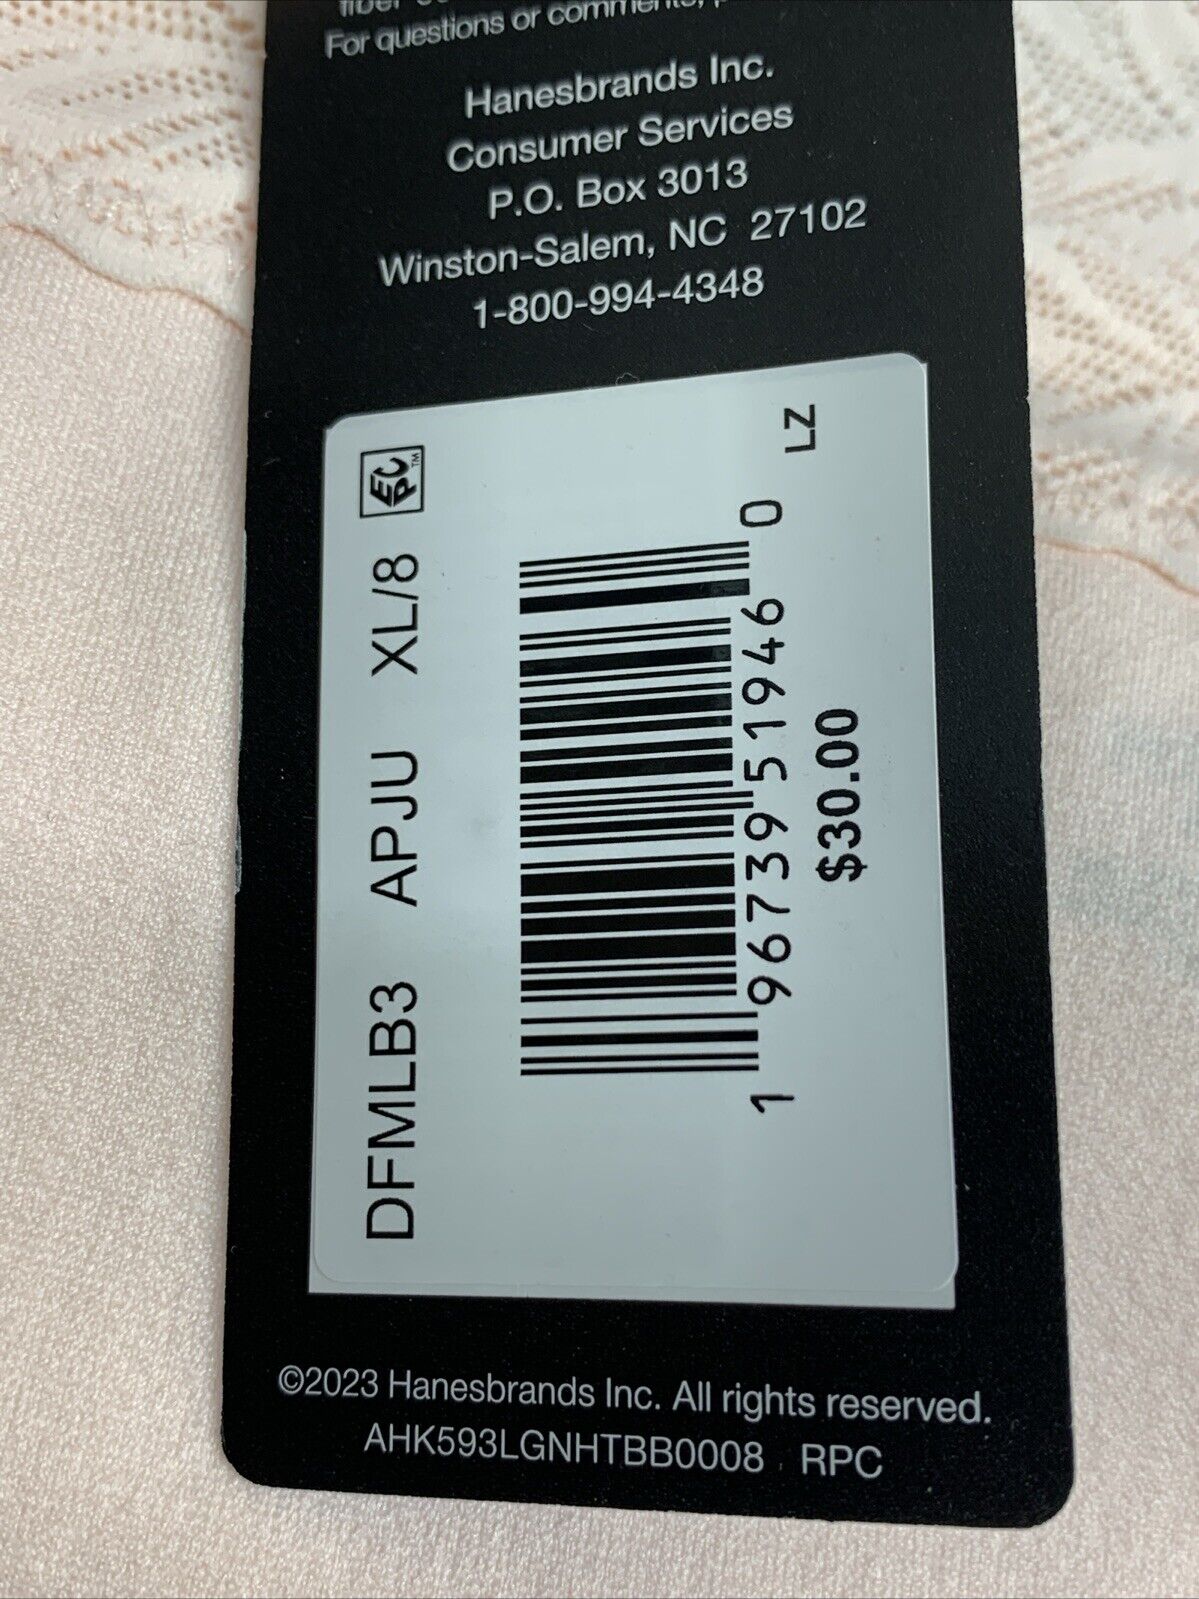 For questions or comments,
Hanesbrands Inc.
Consumer Services
P.O. Box 3013
Winston-Salem, NC 27102
1-800-994-4348
DFMLB3 APJU XL/8 EPC™
1 96739 51946 0
LZ
$30.00
©2023 Hanesbrands Inc. All rights reserved.
AHK593LGNHTBB0008 RPC